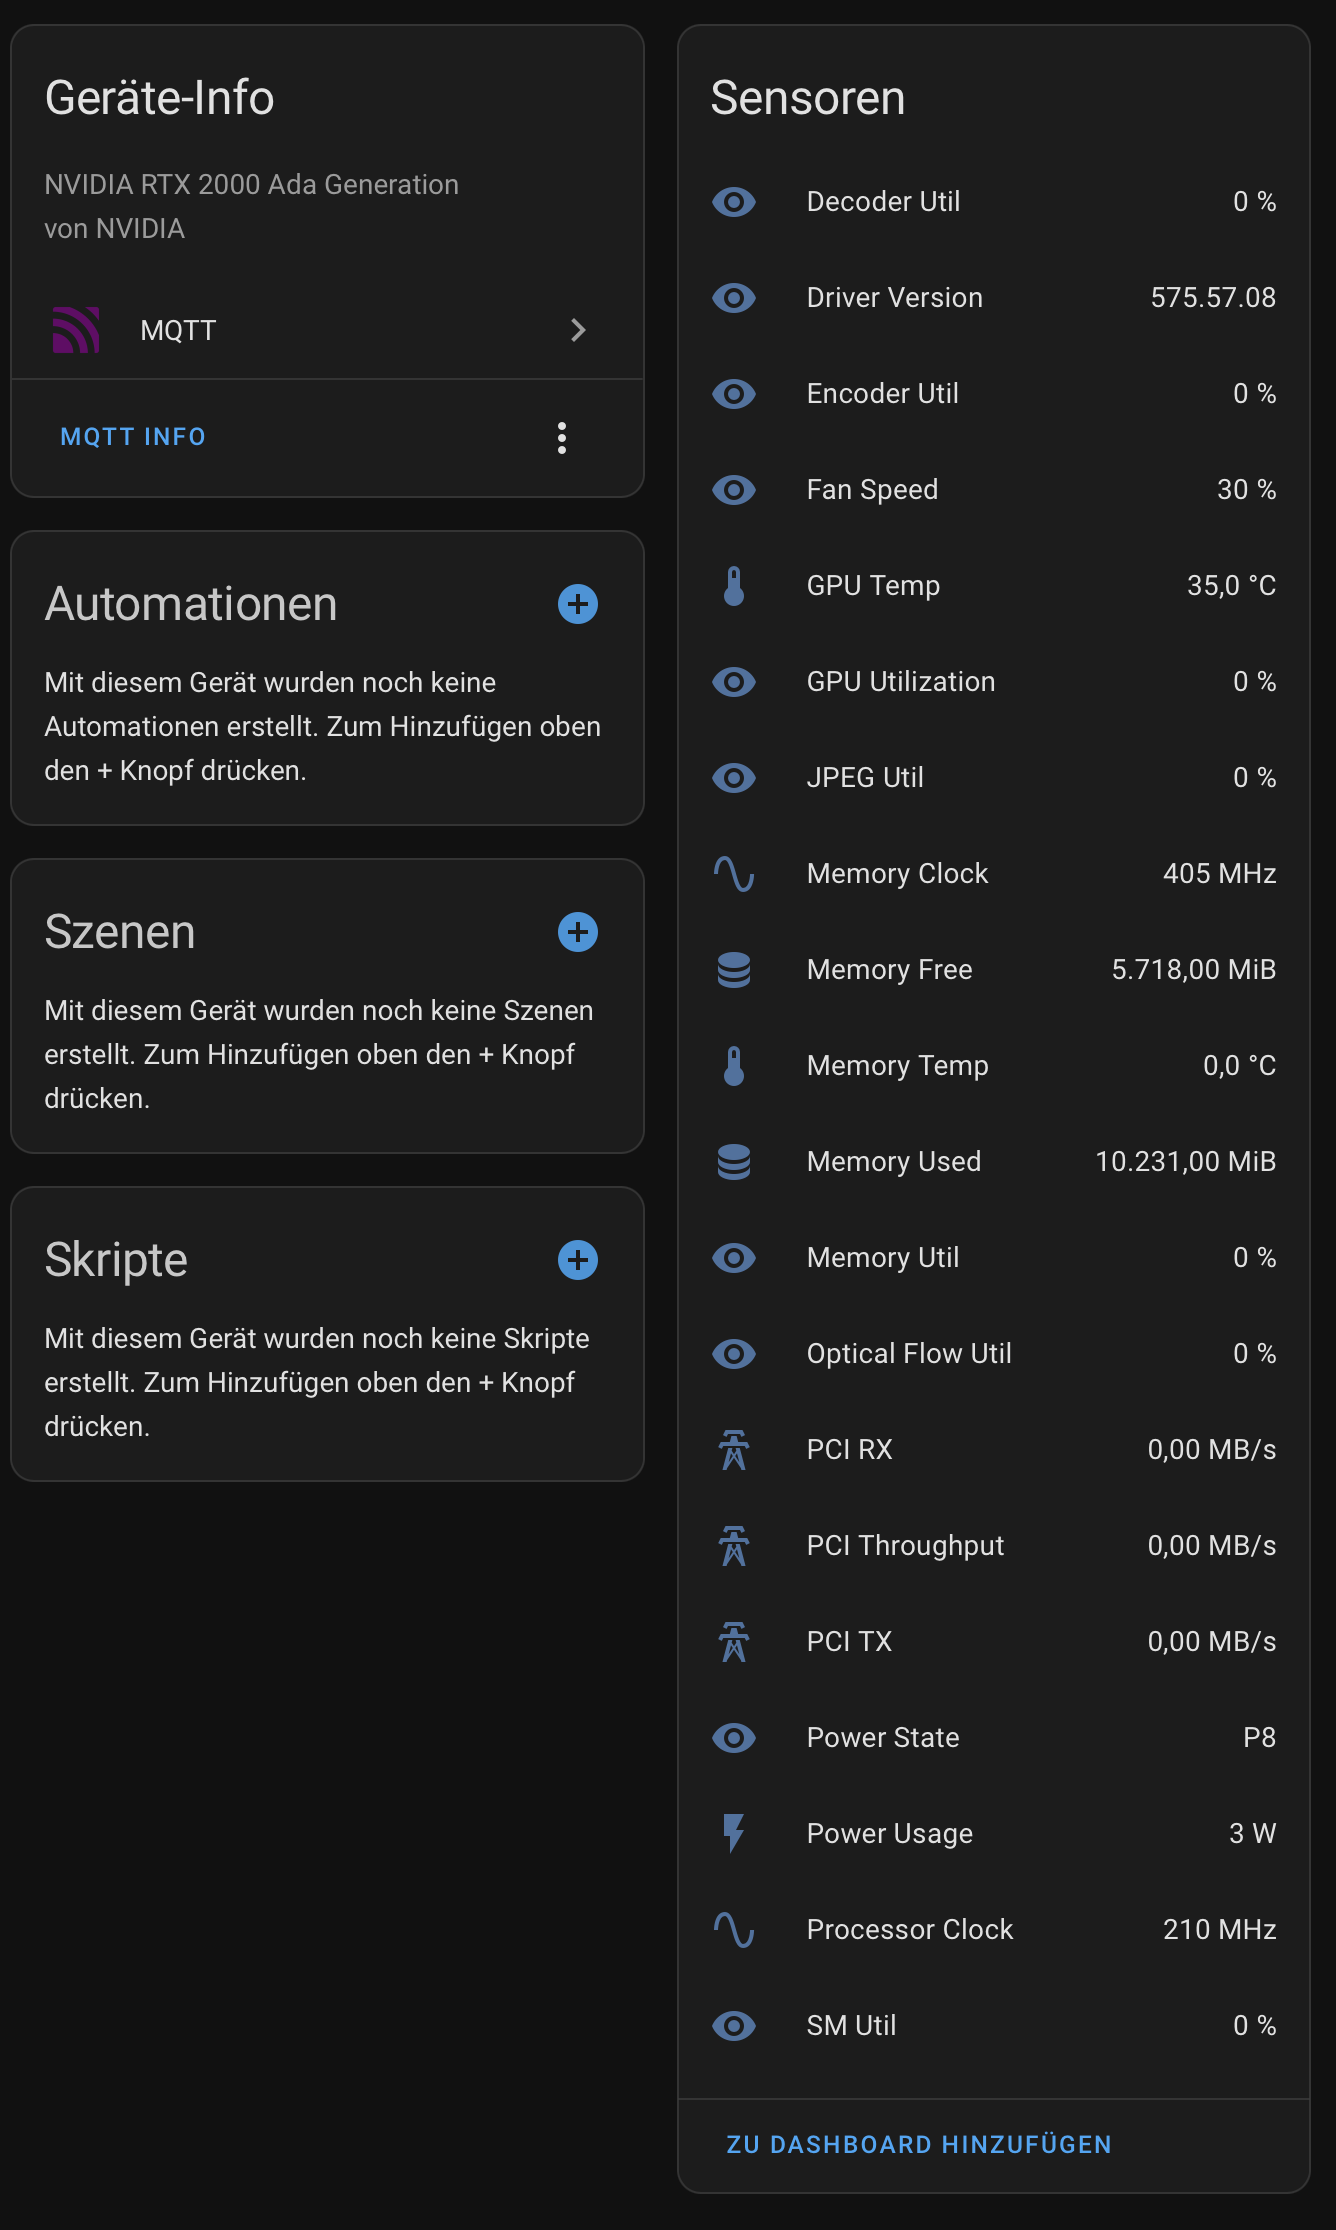 Geräte-Info
NVIDIA RTX 2000 Ada Generation
von NVIDIA
MQTT
MQTT INFO
Automationen
Mit diesem Gerät wurden noch keine
Automationen erstellt. Zum Hinzufügen oben
den + Knopf drücken.
Szenen
Mit diesem Gerät wurden noch keine Szenen
erstellt. Zum Hinzufügen oben den + Knopf
drücken.
Skripte
Mit diesem Gerät wurden noch keine Skripte
erstellt. Zum Hinzufügen oben den + Knopf
drücken.
Sensoren
Decoder Util 0 %
Driver Version 575.57.08
Encoder Util 0 %
Fan Speed 30 %
GPU Temp 35,0 °C
GPU Utilization 0 %
JPEG Util 0 %
Memory Clock 405 MHz
Memory Free 5.718,00 MiB
Memory Temp 0,0 °C
Memory Used 10.231,00 MiB
Memory Util 0 %
Optical Flow Util 0 %
PCI RX 0,00 MB/s
PCI Throughput 0,00 MB/s
PCI TX 0,00 MB/s
Power State P8
Power Usage 3 W
Processor Clock 210 MHz
SM Util 0 %
ZU DASHBOARD HINZUFÜGEN